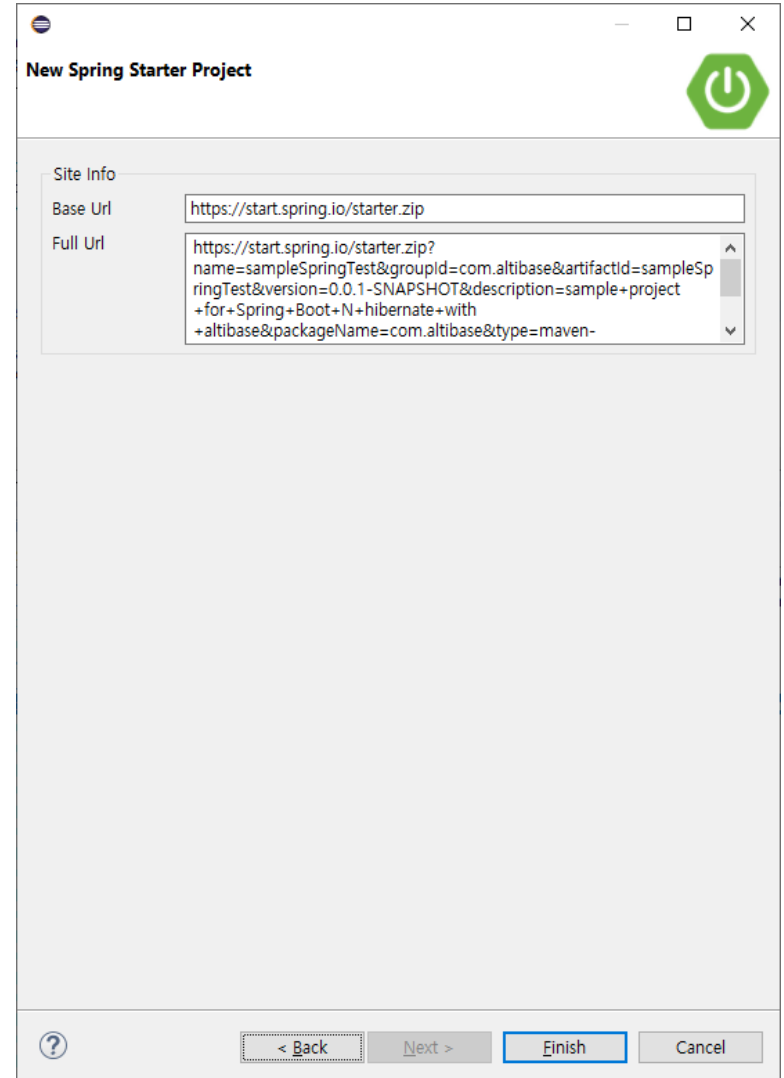 New Spring Starter Project
Site Info
Base Url
https://start.spring.io/starter.zip
Full Url
https://start.spring.io/starter.zip?
name=sampleSpringTest&groupId=com.altibase&artifactId=sampleSp
ringTest&version=0.0.1-SNAPSHOT&description=sample+project
+for+Spring+Boot+N+hibernate+with
+altibase&packageName=com.altibase&type=maven-
?
< Back
Next >
Finish
Cancel